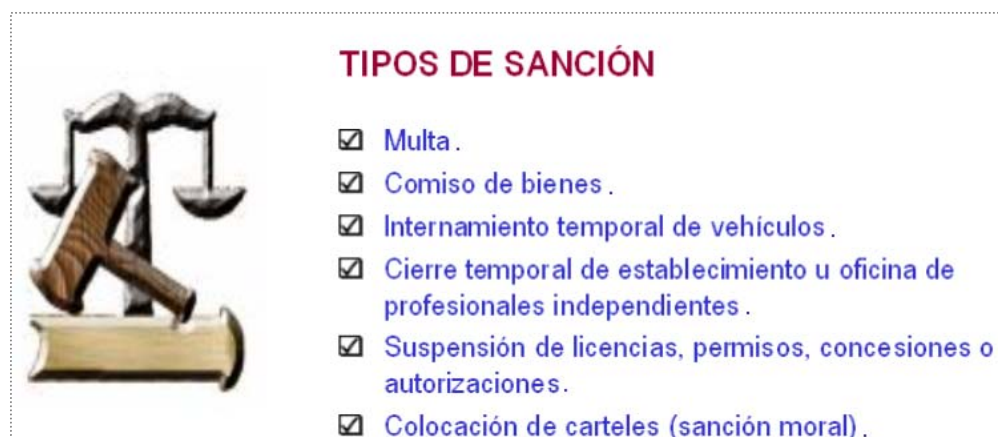 TIPOS DE SANCIÓN
Multa.
Comiso de bienes.
Internamiento temporal de vehículos.
Cierre temporal de establecimiento u oficina de
profesionales independientes.
Suspensión de licencias, permisos, concesiones o
autorizaciones.
Colocación de carteles (sanción moral).